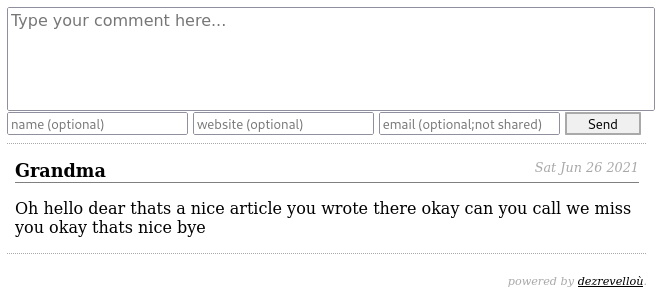 Type your comment here...
name (optional) website (optional) email (optional;not shared) Send
Grandma Sat Jun 26 2021
Oh hello dear thats a nice article you wrote there okay can you call we miss
you okay thats nice bye
powered by dezrevelloù.